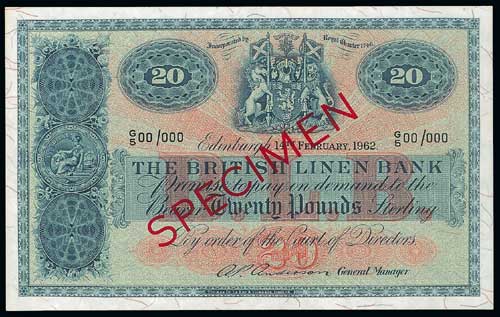 Incorporated by Royal Charter 1746.
20 20
G/5 00/000 G/5 00/000
Edinburgh, 14TH FEBRUARY, 1962
THE BRITISH LINEN BANK
Promise to pay on demand to the
Bearer Twenty Pounds Sterling
By order of the Court of Directors.
£20
General Manager
SPECIMEN